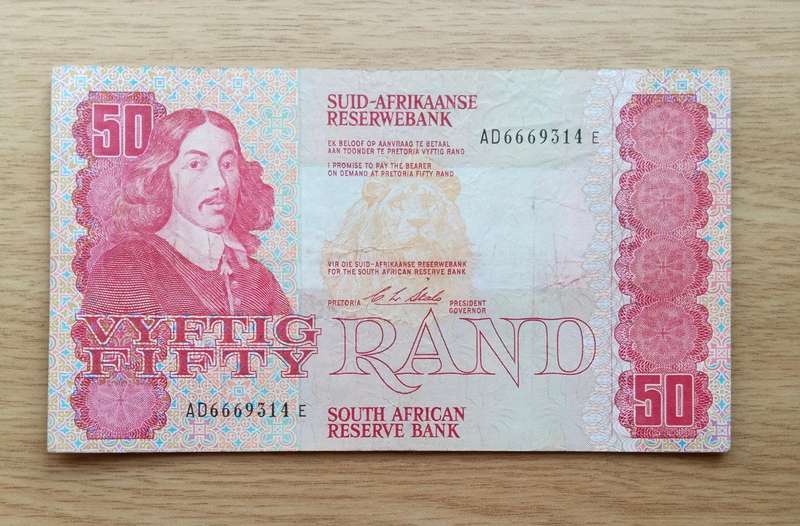 50
SUID-AFRIKAANSE
RESERWEBANK
AD6669314 E
EK BELOOF OP AANVRAAG TE BETAAL
AAN TOONDER TE PRETORIA VYFTIG RAND
I PROMISE TO PAY THE BEARER
ON DEMAND AT PRETORIA FIFTY RAND
VIR DIE SUID-AFRIKAANSE RESERWEBANK
FOR THE SOUTH AFRICAN RESERVE BANK
PRETORIA
PRESIDENT
GOVERNOR
VYFTIG
FIFTY
RAND
AD6669314 E
SOUTH AFRICAN
RESERVE BANK
50